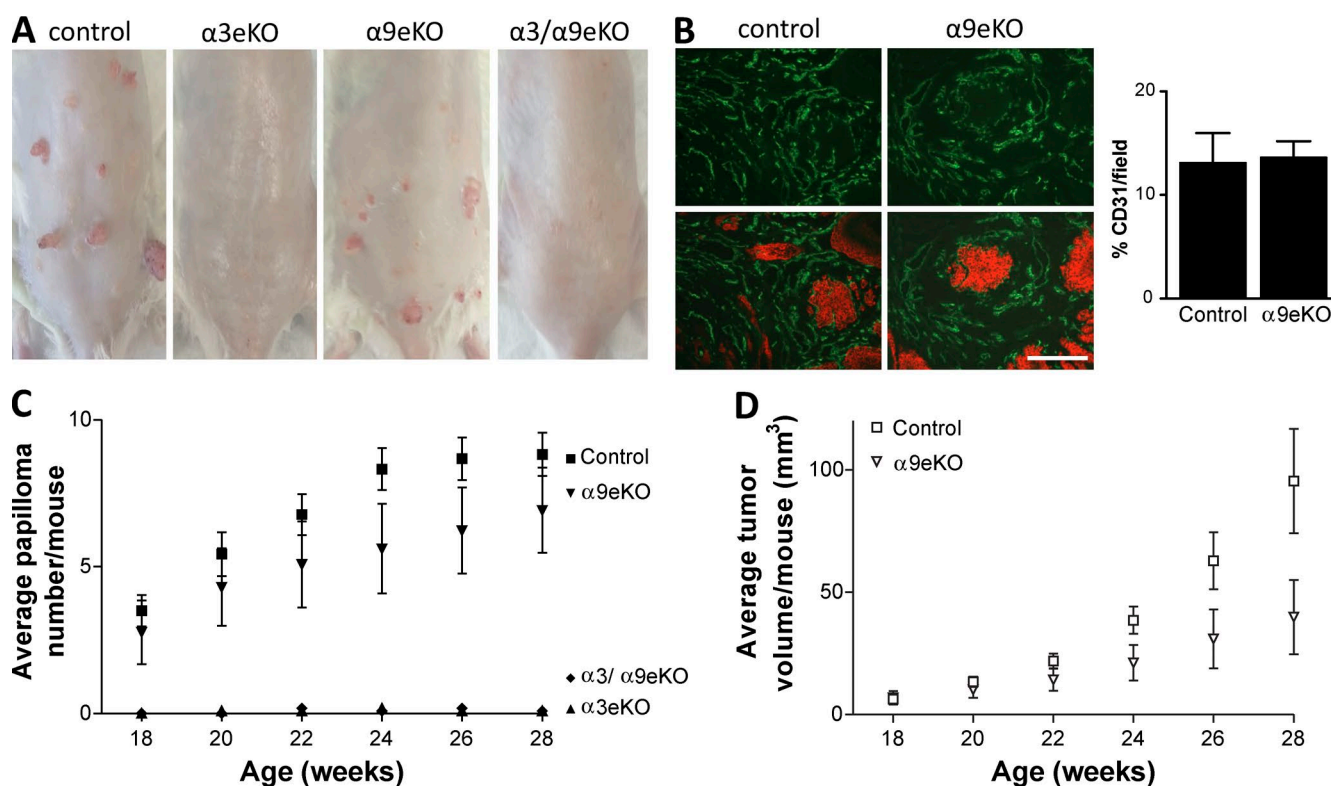 A
control
α3eKO
α9eKO
α3/α9eKO
B
control
α9eKO
% CD31/field
20
10
0
Control
α9eKO
C
Average papilloma
number/mouse
10
5
0
Control
α9eKO
α3/ α9eKO
α3eKO
18
20
22
24
26
28
Age (weeks)
D
Average tumor
volume/mouse (mm³)
Control
α9eKO
100
50
0
18
20
22
24
26
28
Age (weeks)